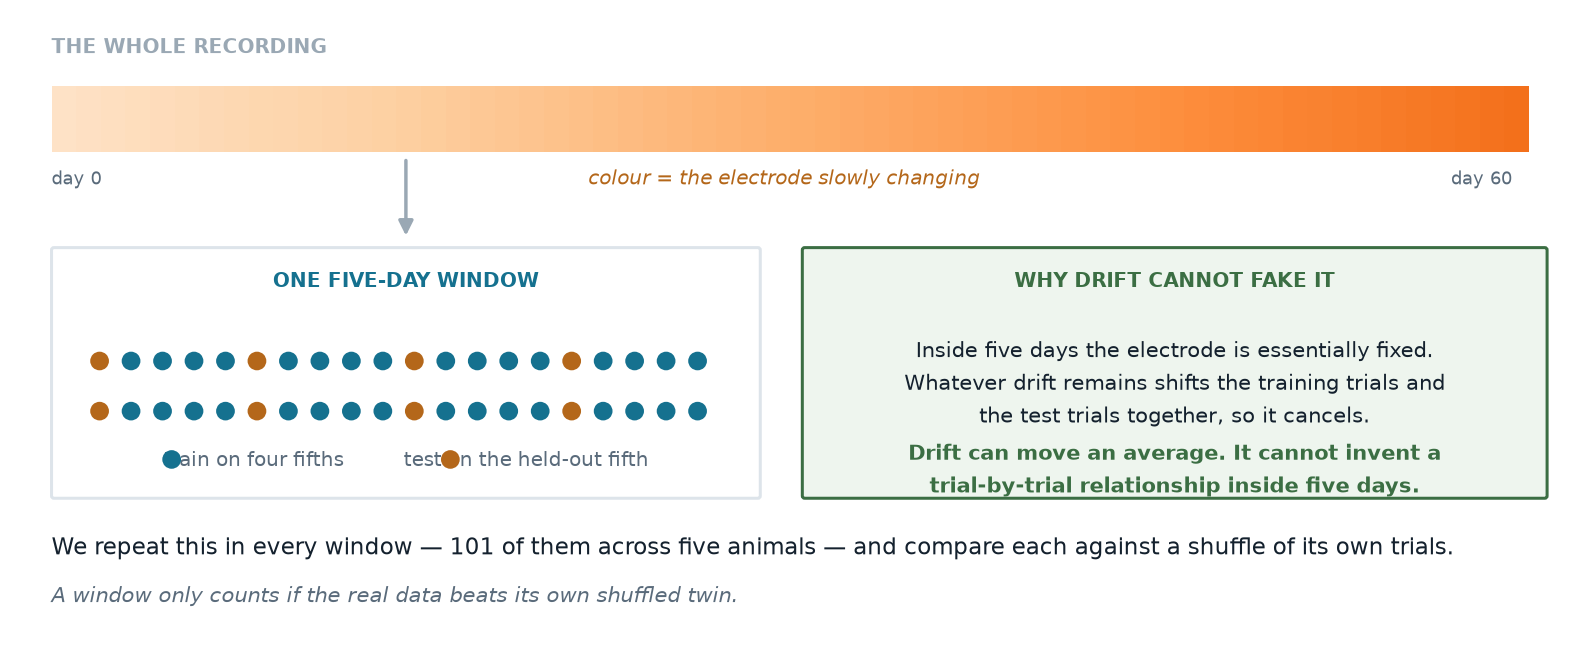 THE WHOLE RECORDING
day 0
colour = the electrode slowly changing
day 60
ONE FIVE-DAY WINDOW
ain on four fifths
test n the held-out fifth
WHY DRIFT CANNOT FAKE IT
Inside five days the electrode is essentially fixed.
Whatever drift remains shifts the training trials and
the test trials together, so it cancels.
Drift can move an average. It cannot invent a
trial-by-trial relationship inside five days.
We repeat this in every window — 101 of them across five animals — and compare each against a shuffle of its own trials.
A window only counts if the real data beats its own shuffled twin.